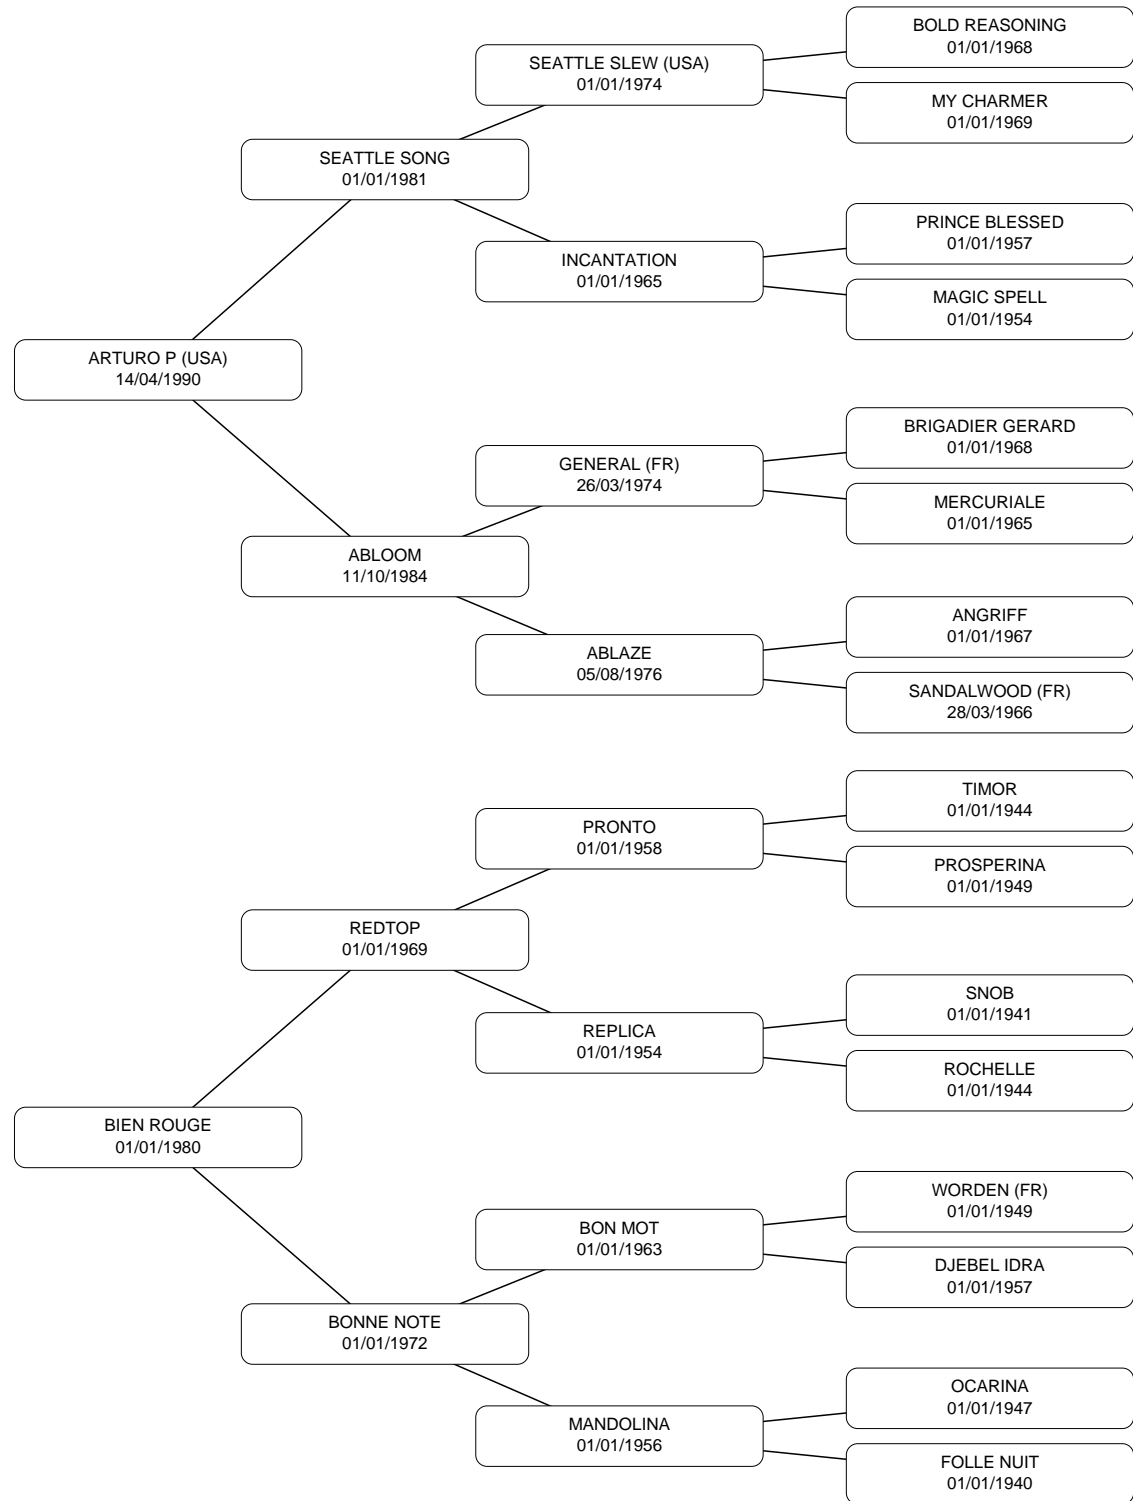 BOLD REASONING
01/01/1968
SEATTLE SLEW (USA)
01/01/1974
MY CHARMER
01/01/1969
SEATTLE SONG
01/01/1981
PRINCE BLESSED
01/01/1957
INCANTATION
01/01/1965
MAGIC SPELL
01/01/1954
ARTURO P (USA)
14/04/1990
BRIGADIER GERARD
01/01/1968
GENERAL (FR)
26/03/1974
MERCURIALE
01/01/1965
ABLOOM
11/10/1984
ANGRIFF
01/01/1967
ABLAZE
05/08/1976
SANDALWOOD (FR)
28/03/1966
TIMOR
01/01/1944
PRONTO
01/01/1958
PROSPERINA
01/01/1949
REDTOP
01/01/1969
SNOB
01/01/1941
REPLICA
01/01/1954
ROCHELLE
01/01/1944
BIEN ROUGE
01/01/1980
WORDEN (FR)
01/01/1949
BON MOT
01/01/1963
DJEBEL IDRA
01/01/1957
BONNE NOTE
01/01/1972
OCARINA
01/01/1947
MANDOLINA
01/01/1956
FOLLE NUIT
01/01/1940